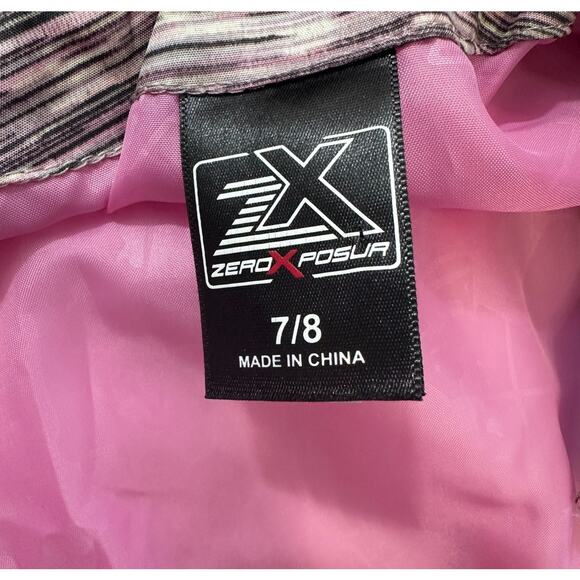 ZX
ZEROXPOSUR
7/8
MADE IN CHINA